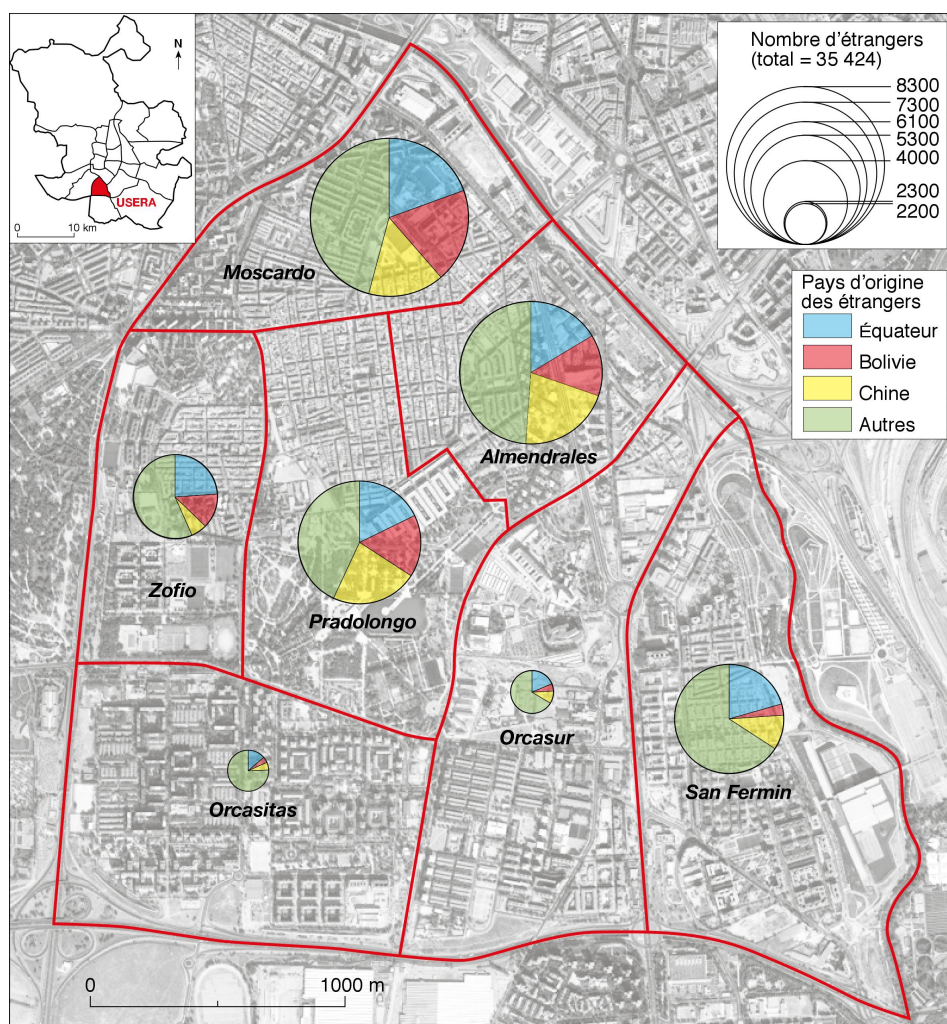 N
USERA
0 10 km
Nombre d'étrangers
(total = 35 424)
8300
7300
6100
5300
4000
2300
2200
Pays d'origine
des étrangers
Équateur
Bolivie
Chine
Autres
Moscardo
Almendrales
Zofio
Pradolongo
Orcasur
San Fermin
Orcasitas
0 1000 m